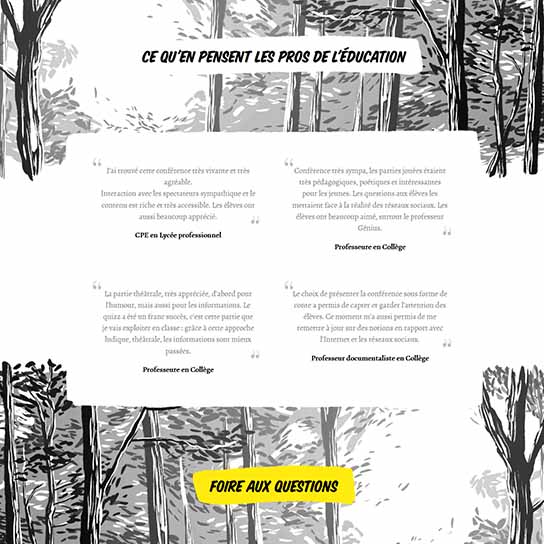 CE QU'EN PENSENT LES PROS DE L'ÉDUCATION
J'ai trouvé cette conférence très vivante et très
agréable.
Interaction avec les spectateurs sympathique et le
contenu est riche et très accessible. Les élèves ont
aussi beaucoup apprécié.
CPE en Lycée professionnel
Conférence très sympa, les parties jouées étaient
très pédagogiques, poétiques et intéressantes
pour les jeunes. Les questions aux élèves les
mettaient face à la réalité des réseaux sociaux. Les
élèves ont beaucoup aimé, surtout le professeur
Génius.
Professeure en Collège
La partie théâtrale, très appréciée, d'abord pour
l'humour, mais aussi pour les informations. Le
quizz a été un franc succès, c'est cette partie que
je vais exploiter en classe : grâce à cette approche
ludique, théâtrale, les informations sont mieux
passées.
Professeure en Collège
Le choix de présenter la conférence sous forme de
conte a permis de capter et garder l'attention des
élèves. Ce moment m'a aussi permis de me
remettre à jour sur des notions en rapport avec
l'Internet et les réseaux sociaux.
Professeur documentaliste en Collège
FOIRE AUX QUESTIONS